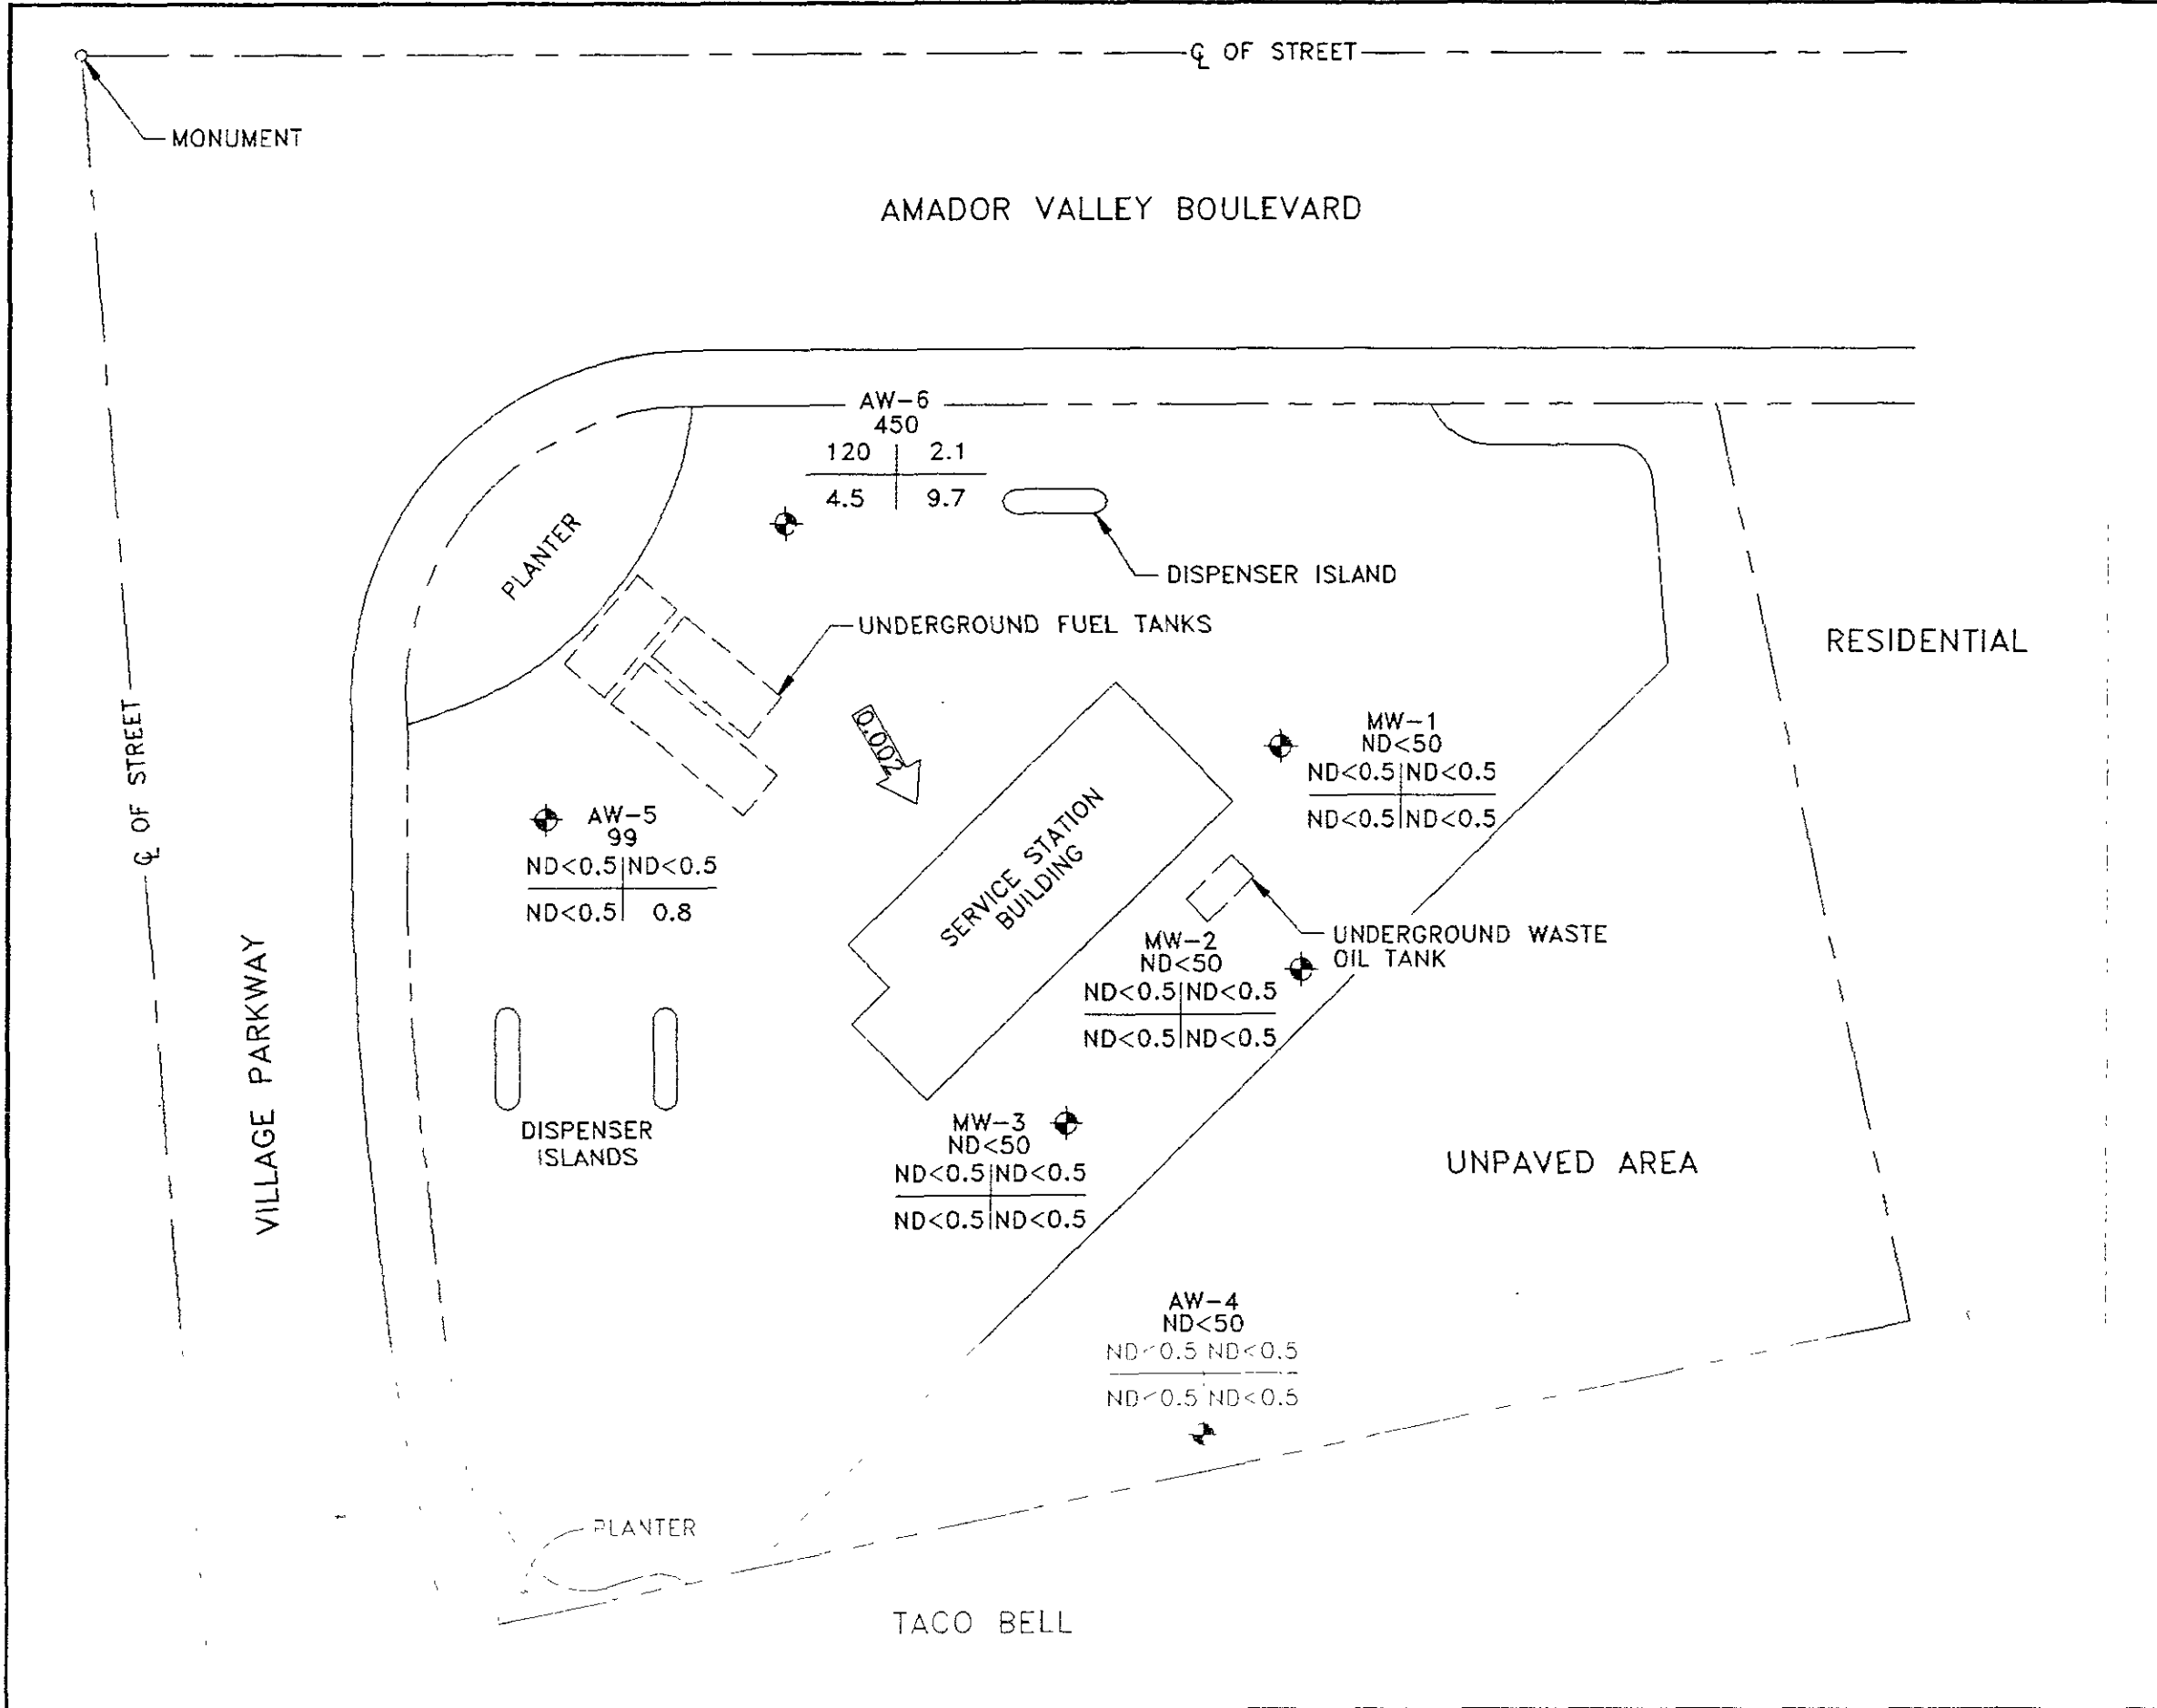 ℄ OF STREET
MONUMENT
AMADOR VALLEY BOULEVARD
AW-6
450
120 | 2.1
4.5 | 9.7
PLANTER
DISPENSER ISLAND
UNDERGROUND FUEL TANKS
RESIDENTIAL
℄ OF STREET
0.002
MW-1
ND<50
ND<0.5|ND<0.5
ND<0.5|ND<0.5
AW-5
99
ND<0.5|ND<0.5
ND<0.5| 0.8
SERVICE STATION
BUILDING
UNDERGROUND WASTE
OIL TANK
MW-2
ND<50
ND<0.5|ND<0.5
ND<0.5|ND<0.5
VILLAGE PARKWAY
DISPENSER
ISLANDS
MW-3
ND<50
ND<0.5|ND<0.5
ND<0.5|ND<0.5
UNPAVED AREA
AW-4
ND<50
ND<0.5 ND<0.5
ND<0.5 ND<0.5
PLANTER
TACO BELL